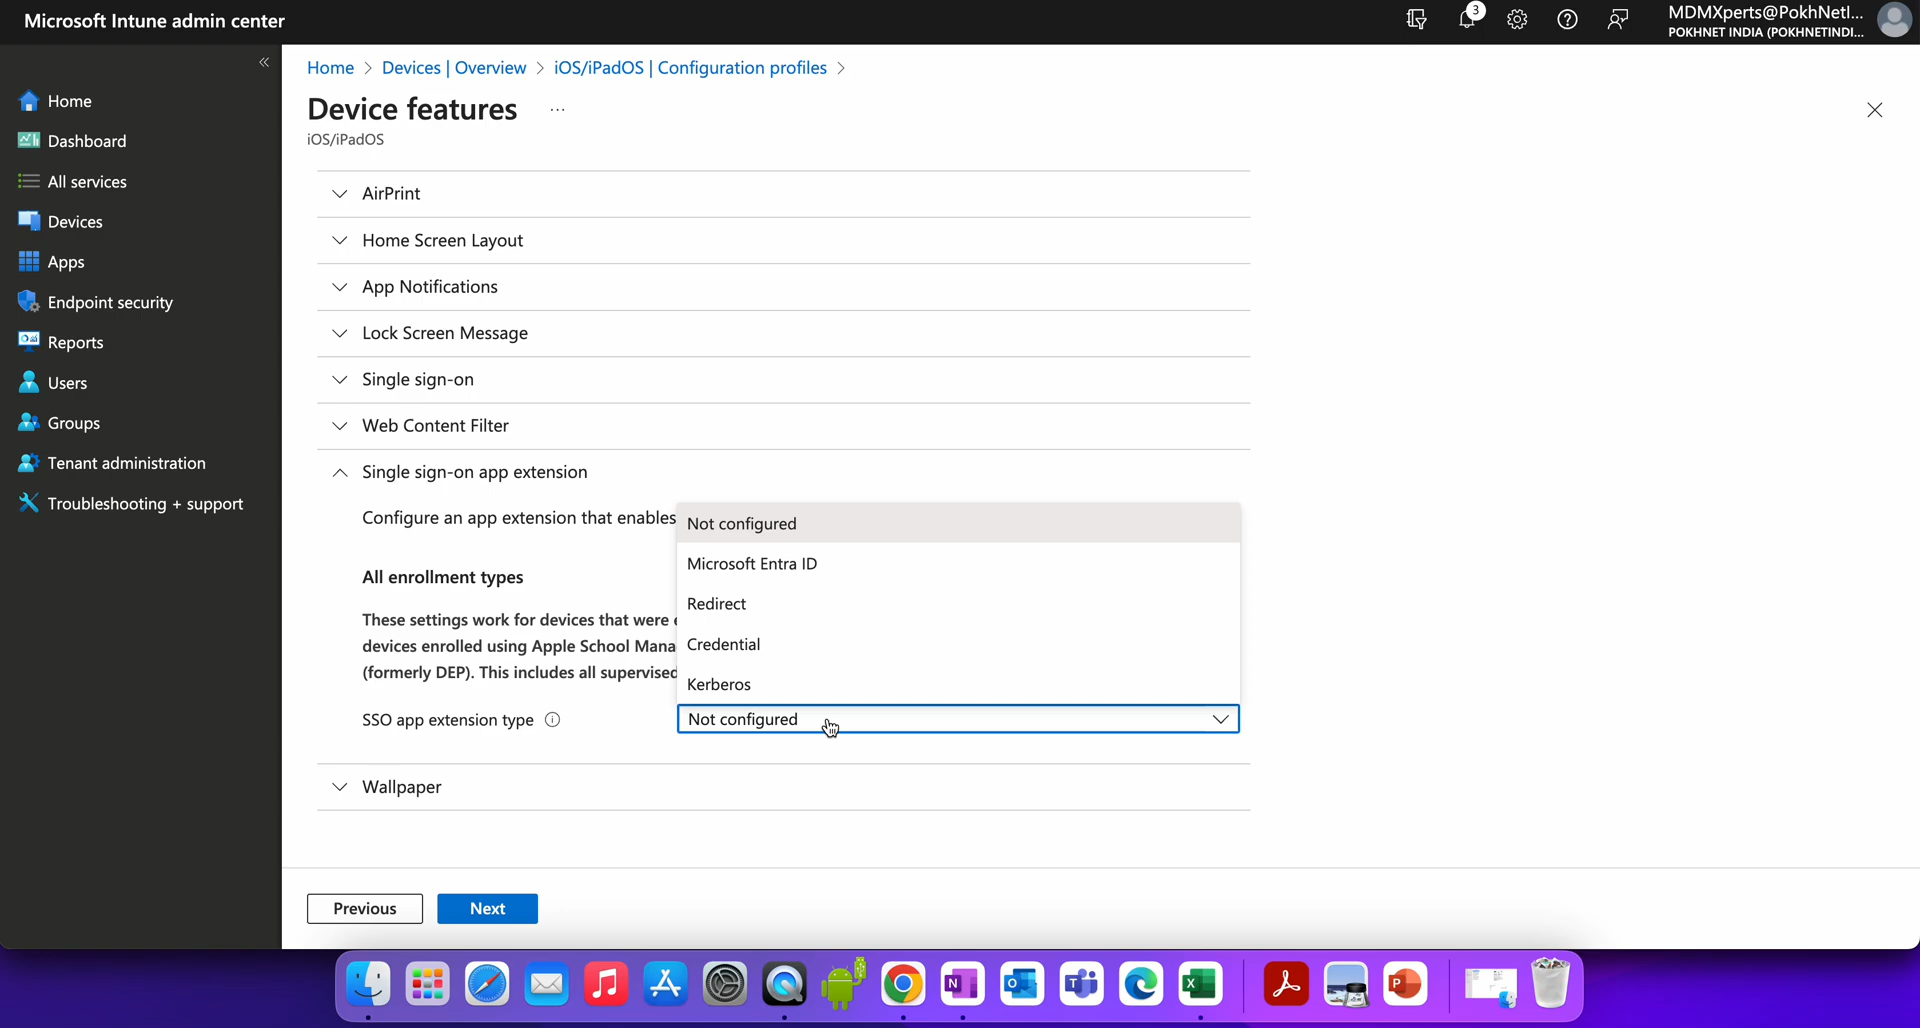 Microsoft Intune admin center
3
MDMXperts@PokhNetI...
POKHNET INDIA (POKHNETINDI...
Home
Dashboard
All services
Devices
Apps
Endpoint security
Reports
Users
Groups
Tenant administration
Troubleshooting + support
Home > Devices | Overview > iOS/iPadOS | Configuration profiles >
Device features ...
iOS/iPadOS
AirPrint
Home Screen Layout
App Notifications
Lock Screen Message
Single sign-on
Web Content Filter
Single sign-on app extension
Configure an app extension that enables
All enrollment types
These settings work for devices that were
devices enrolled using Apple School Mana
(formerly DEP). This includes all supervised
Not configured
Microsoft Entra ID
Redirect
Credential
Kerberos
SSO app extension type
Not configured
Wallpaper
Previous
Next